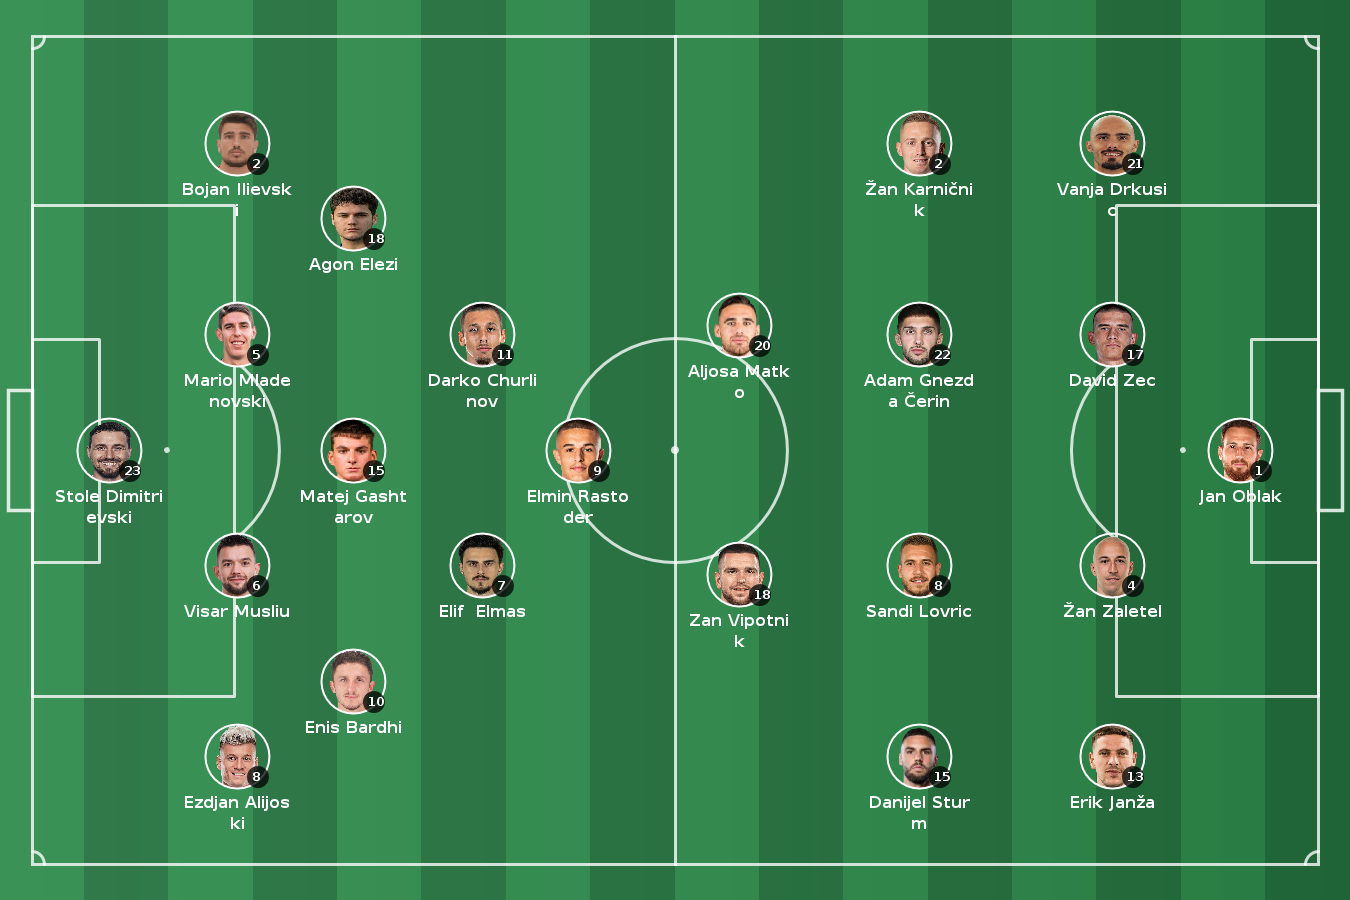 2
Bojan Ilievsk
i
18
Agon Elezi
5
Mario Mlade
novski
11
Darko Churli
nov
23
Stole Dimitri
evski
15
Matej Gasht
arov
9
Elmin Rasto
der
6
Visar Musliu
7
Elif  Elmas
10
Enis Bardhi
8
Ezdjan Alijos
ki
2
Žan Karnični
k
21
Vanja Drkusi
c
20
Aljosa Matk
o
22
Adam Gnezd
a Čerin
17
David Zec
1
Jan Oblak
18
Zan Vipotni
k
8
Sandi Lovric
4
Žan Zaletel
15
Danijel Stur
m
13
Erik Janža